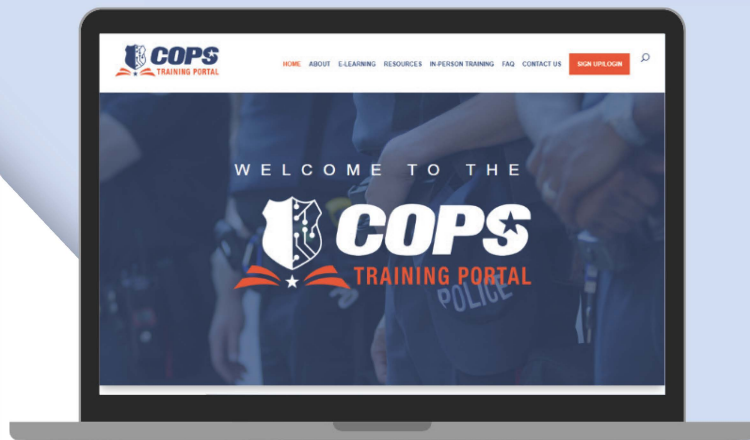 COPS
TRAINING PORTAL
HOME ABOUT E-LEARNING RESOURCES IN-PERSON TRAINING FAQ CONTACT US SIGN UP/LOGIN
WELCOME TO THE
COPS
TRAINING PORTAL
POLICE